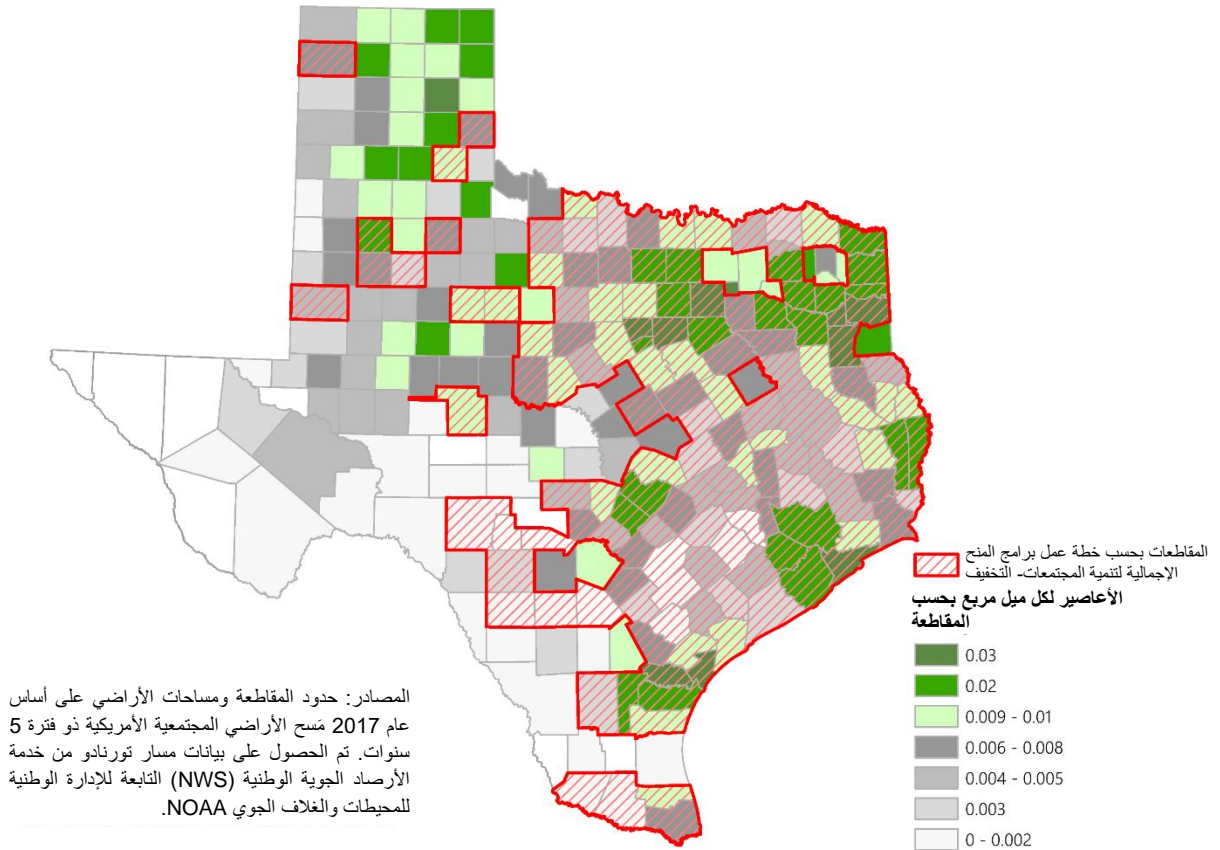 المقاطعات بحسب خطة عمل برامج المنح
الإجمالية لتنمية المجتمعات- التخفيف
الأعاصير لكل ميل مربع بحسب
المقاطعة
0.03
0.02
0.009 - 0.01
0.006 - 0.008
0.004 - 0.005
0.003
0 - 0.002
المصادر: حدود المقاطعة ومساحات الأراضي على أساس
عام 2017 مَسح الأراضي المجتمعية الأمريكية ذو فترة 5
سنوات. تم الحصول على بيانات مسار تورنادو من خدمة
الأرصاد الجوية الوطنية (NWS) التابعة للإدارة الوطنية
للمحيطات والغلاف الجوي NOAA.